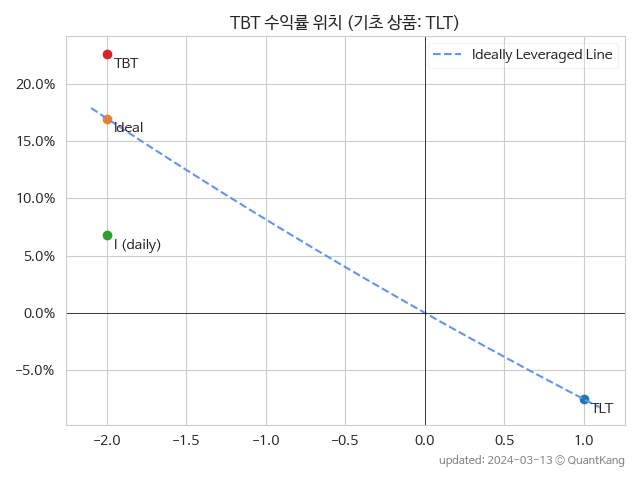 TBT 수익률 위치 (기초 상품: TLT)
Ideally Leveraged Line
TBT
Ideal
I (daily)
TLT
20.0%
15.0%
10.0%
5.0%
0.0%
−5.0%
−2.0
−1.5
−1.0
−0.5
0.0
0.5
1.0
updated: 2024-03-13 © QuantKang